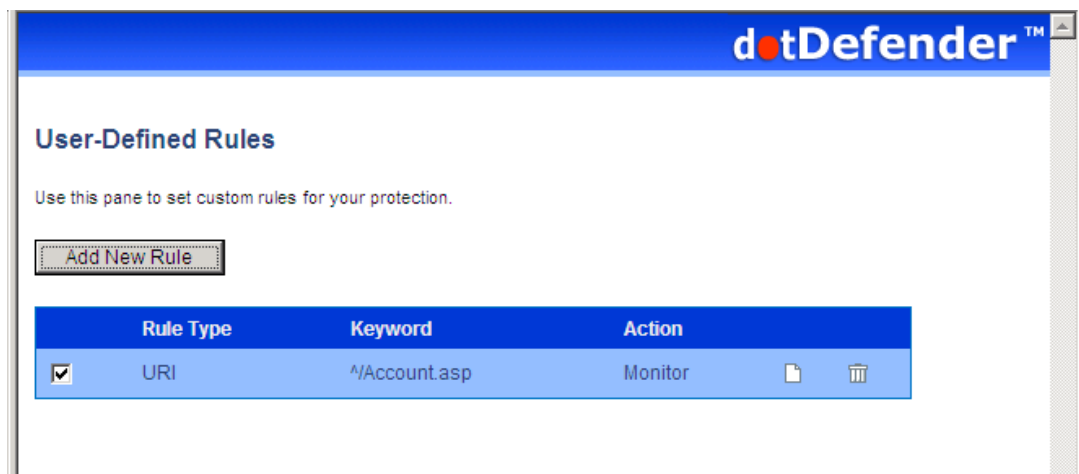 dotDefender™
User-Defined Rules
Use this pane to set custom rules for your protection.
Add New Rule
Rule Type Keyword Action
URI ^/Account.asp Monitor